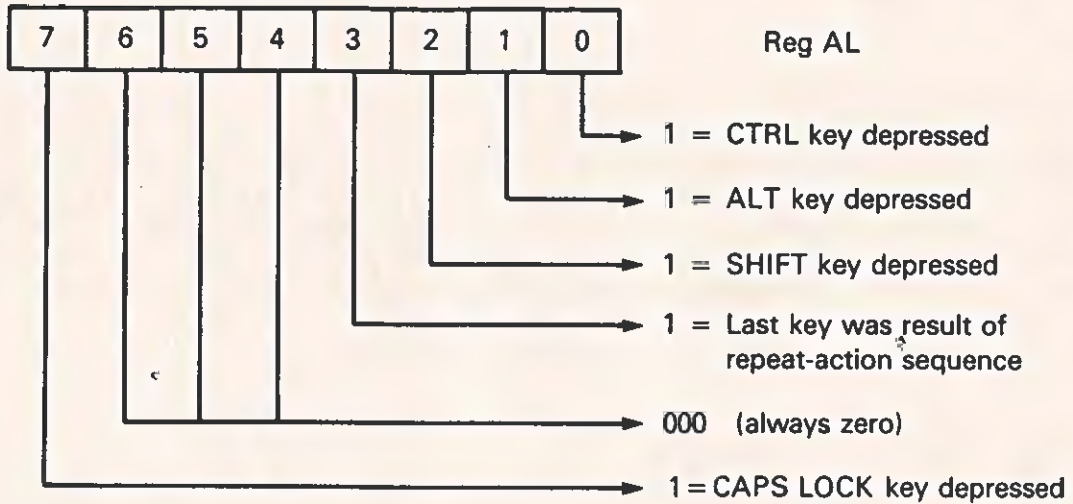 7 6 5 4 3 2 1 0 Reg AL
1 = CTRL key depressed
1 = ALT key depressed
1 = SHIFT key depressed
1 = Last key was result of
repeat-action sequence
000 (always zero)
1=CAPS LOCK key depressed